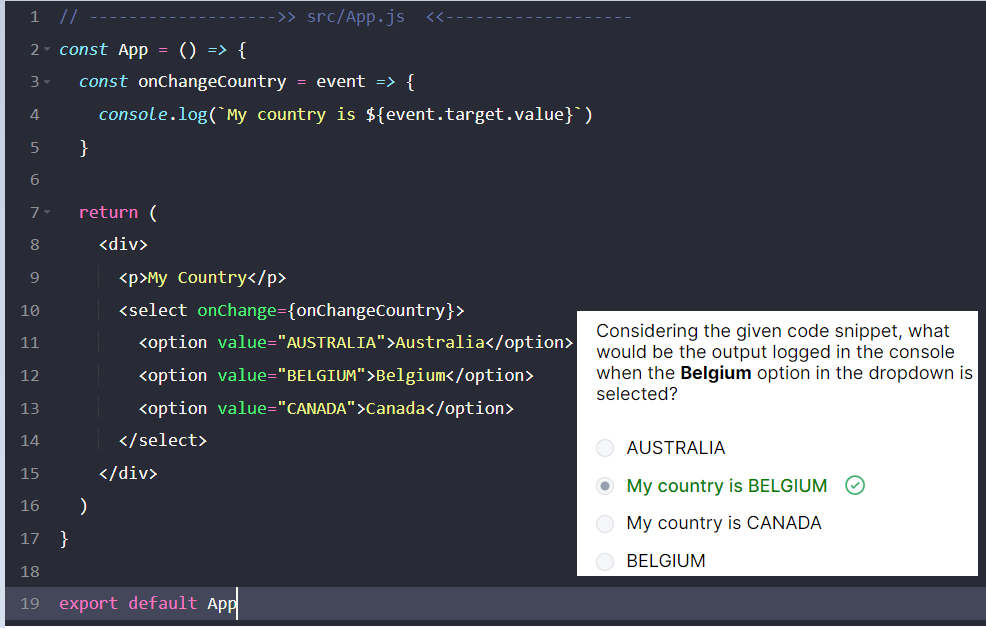 1 // ------------------->> src/App.js  <<-------------------
2 const App = () => {
3   const onChangeCountry = event => {
4     console.log(`My country is ${event.target.value}`)
5   }
6
7   return (
8     <div>
9       <p>My Country</p>
10       <select onChange={onChangeCountry}>
11         <option value="AUSTRALIA">Australia</option>
12         <option value="BELGIUM">Belgium</option>
13         <option value="CANADA">Canada</option>
14       </select>
15     </div>
16   )
17 }
18
19 export default App
Considering the given code snippet, what
would be the output logged in the console
when the Belgium option in the dropdown is
selected?
AUSTRALIA
My country is BELGIUM
My country is CANADA
BELGIUM